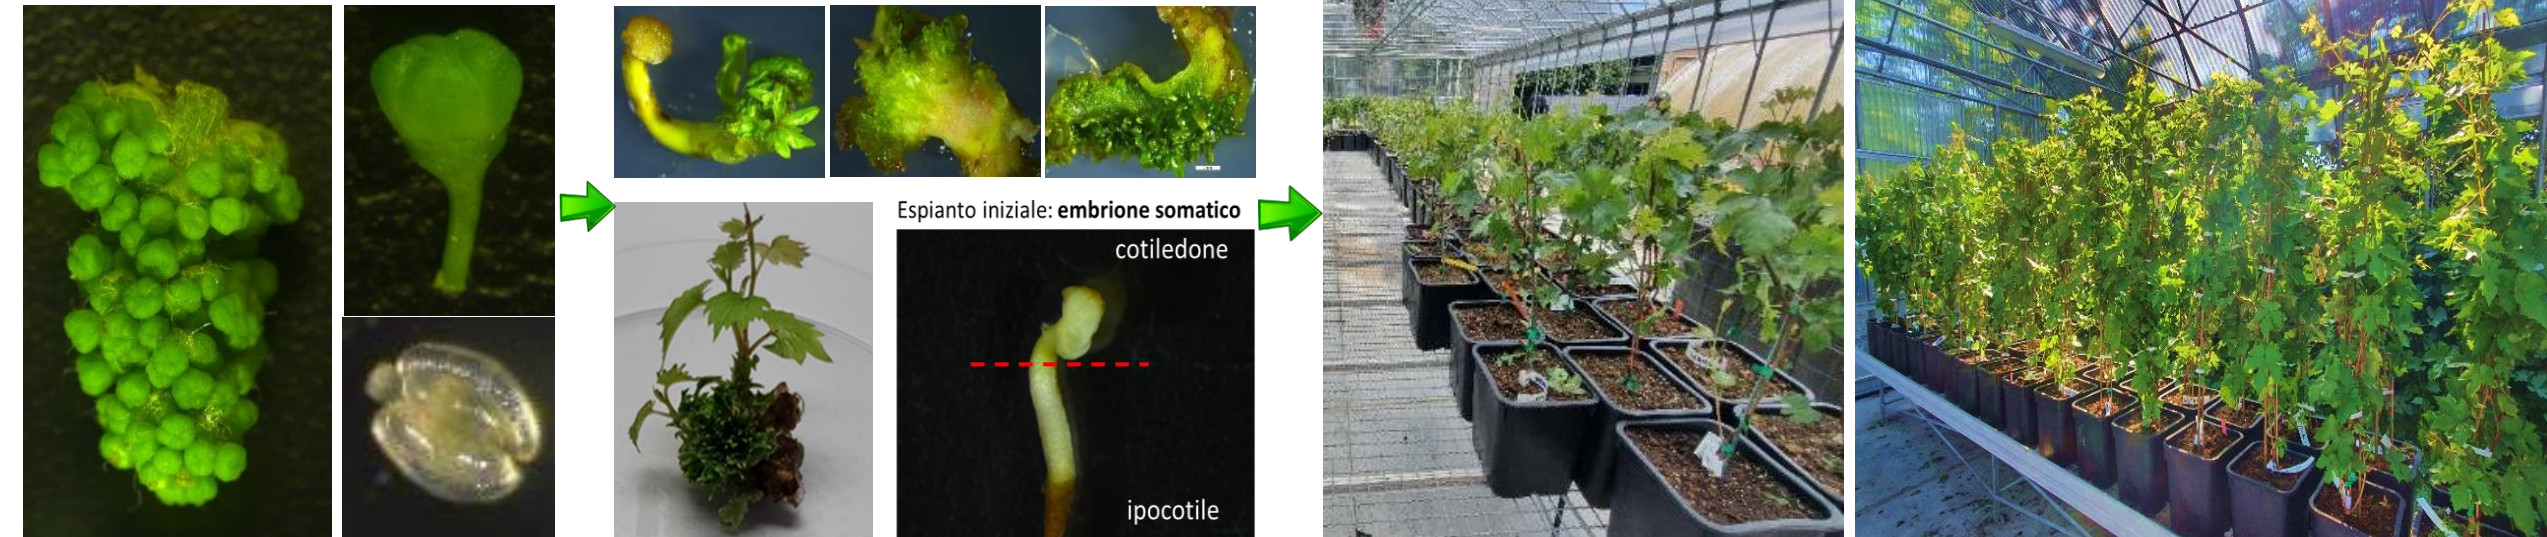 Espianto iniziale: embrione somatico
cotiledone
ipocotile